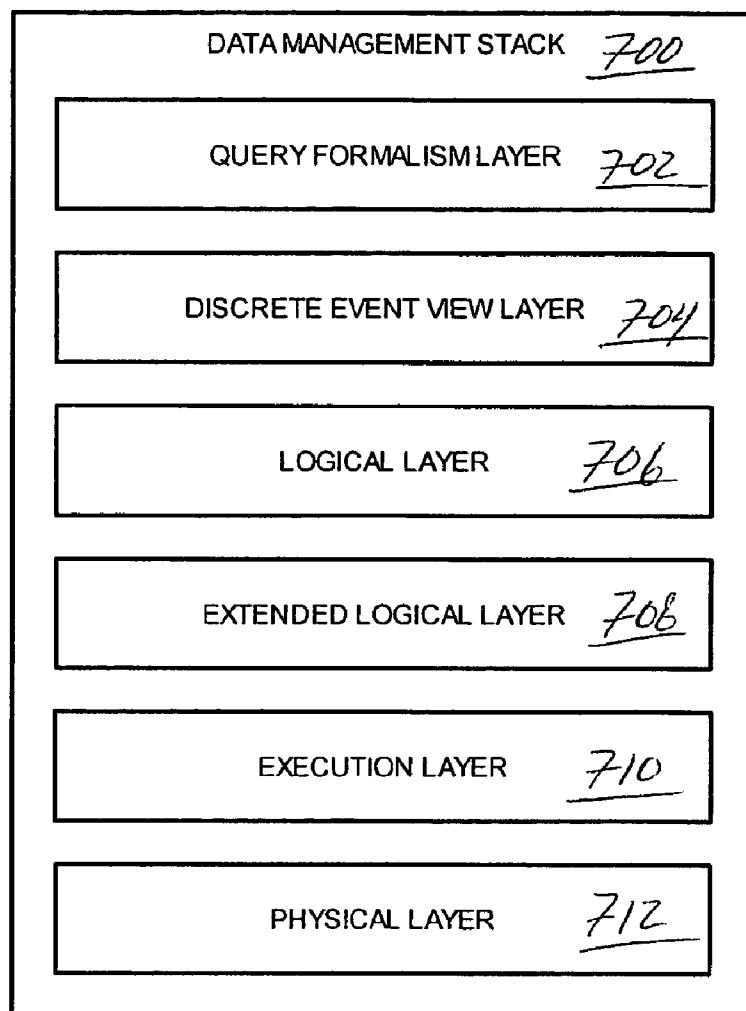 DATA MANAGEMENT STACK 700
QUERY FORMALISM LAYER 702
DISCRETE EVENT VIEW LAYER 704
LOGICAL LAYER 706
EXTENDED LOGICAL LAYER 708
EXECUTION LAYER 710
PHYSICAL LAYER 712